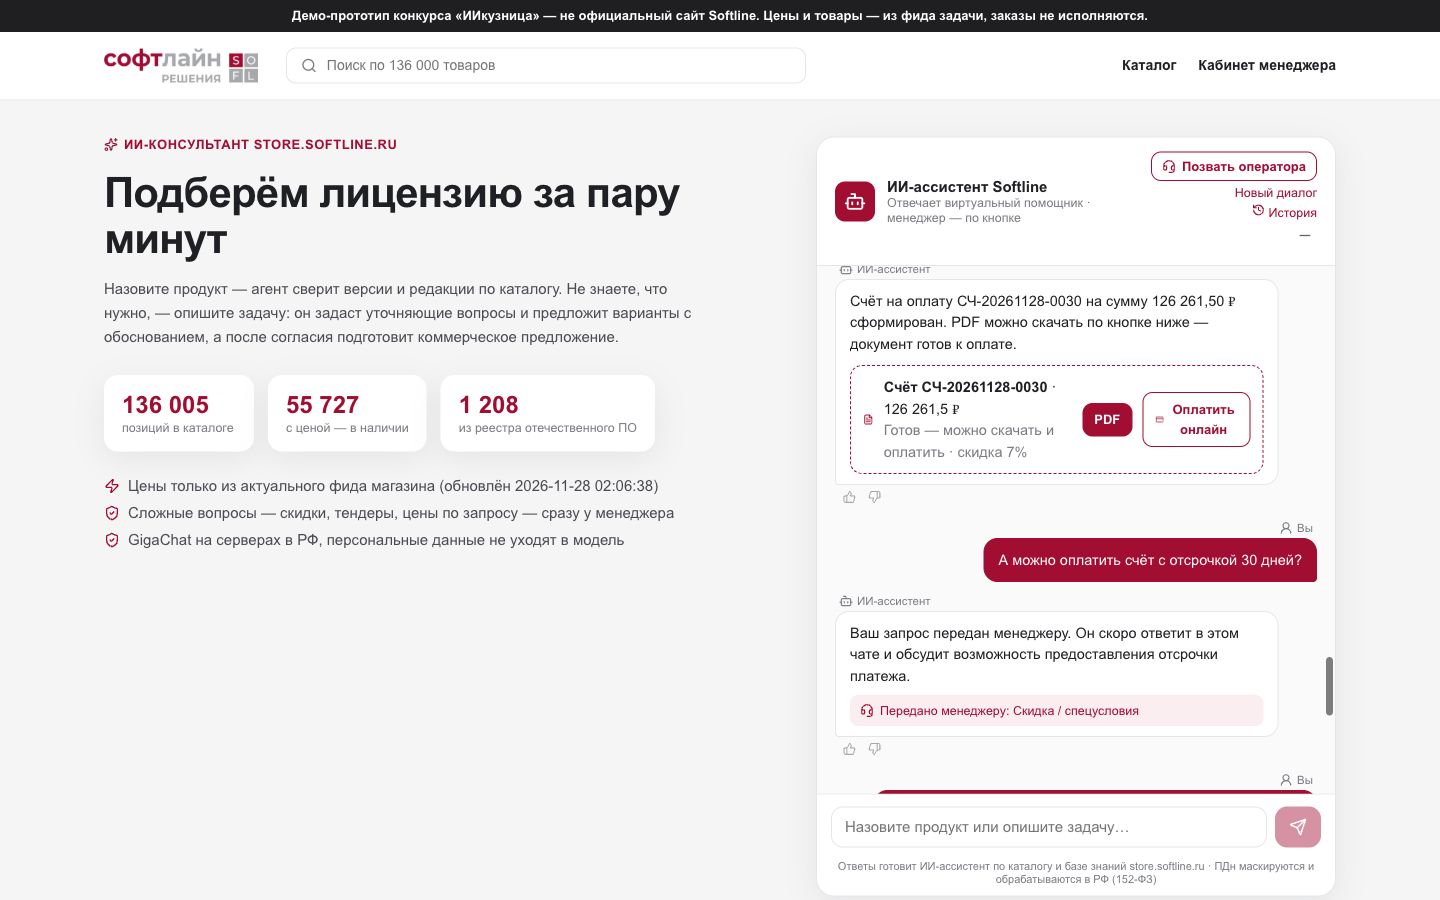 Демо-прототип конкурса «ИИкузница» — не официальный сайт Softline. Цены и товары — из фида задачи, заказы не исполняются.
софтлайн
РЕШЕНИЯ
SO
FL
Поиск по 136 000 товаров
Каталог
Кабинет менеджера
ИИ-КОНСУЛЬТАНТ STORE.SOFTLINE.RU
Подберём лицензию за пару
минут
Назовите продукт — агент сверит версии и редакции по каталогу. Не знаете, что
нужно, — опишите задачу: он задаст уточняющие вопросы и предложит варианты с
обоснованием, а после согласия подготовит коммерческое предложение.
136 005
позиций в каталоге
55 727
с ценой — в наличии
1 208
из реестра отечественного ПО
Цены только из актуального фида магазина (обновлён 2026-11-28 02:06:38)
Сложные вопросы — скидки, тендеры, цены по запросу — сразу у менеджера
GigaChat на серверах в РФ, персональные данные не уходят в модель
ИИ-ассистент Softline
Отвечает виртуальный помощник ·
менеджер — по кнопке
Позвать оператора
Новый диалог
История
—
ИИ-ассистент
Счёт на оплату СЧ-20261128-0030 на сумму 126 261,50 ₽
сформирован. PDF можно скачать по кнопке ниже —
документ готов к оплате.
Счёт СЧ-20261128-0030 ·
126 261,5 ₽
Готов — можно скачать и
оплатить · скидка 7%
PDF
Оплатить
онлайн
Вы
А можно оплатить счёт с отсрочкой 30 дней?
ИИ-ассистент
Ваш запрос передан менеджеру. Он скоро ответит в этом
чате и обсудит возможность предоставления отсрочки
платежа.
Передано менеджеру: Скидка / спецусловия
Вы
Назовите продукт или опишите задачу…
Ответы готовит ИИ-ассистент по каталогу и базе знаний store.softline.ru · ПДн маскируются и
обрабатываются в РФ (152-ФЗ)